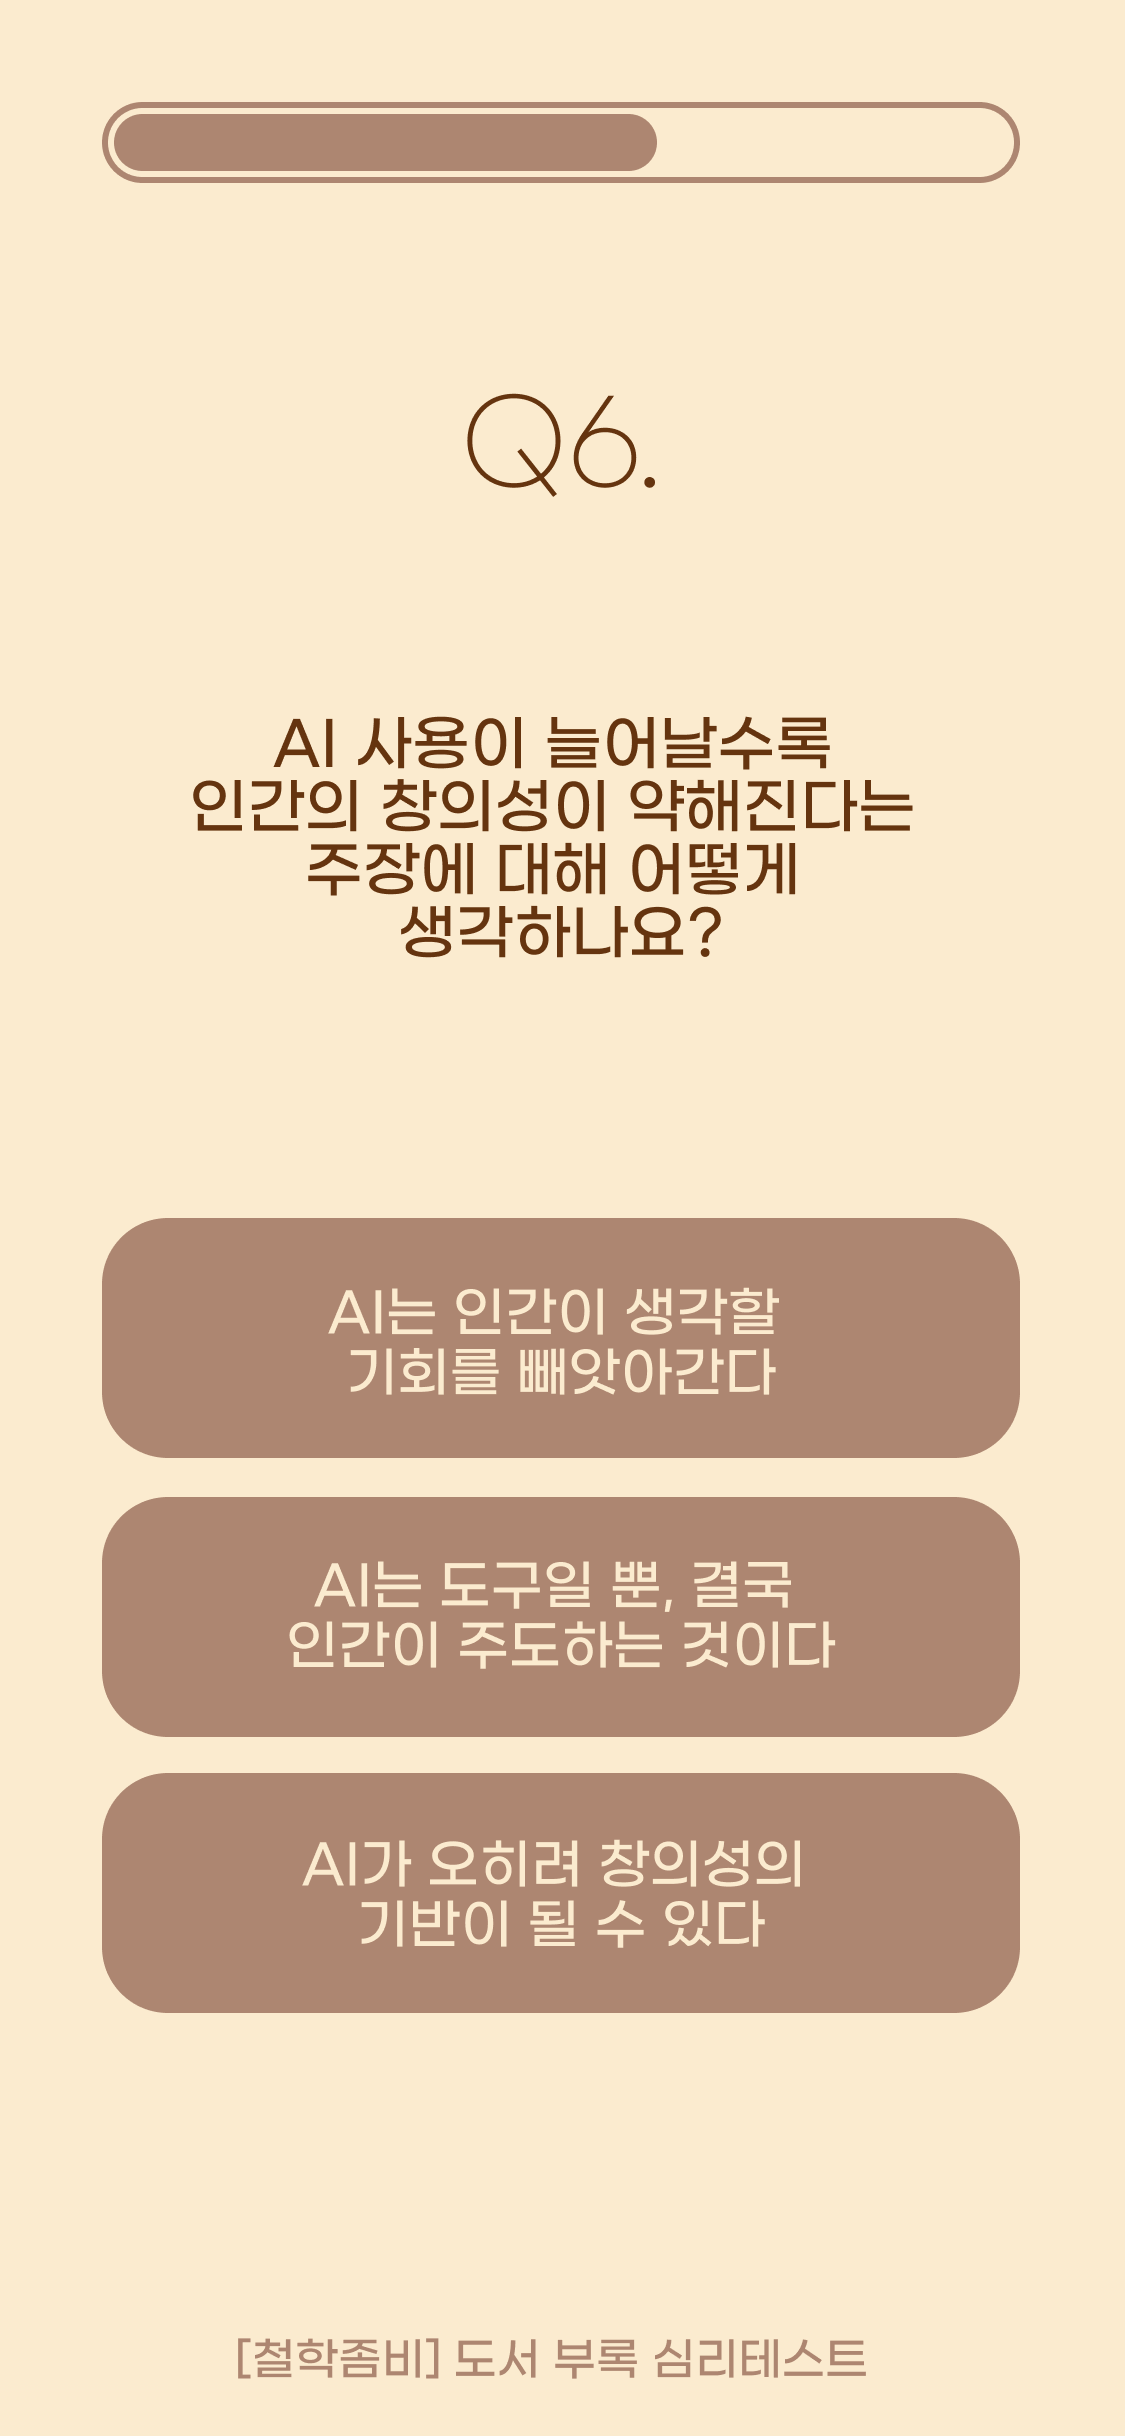 Q6.
AI 사용이 늘어날수록
인간의 창의성이 약해진다는
주장에 대해 어떻게
생각하나요?
AI는 인간이 생각할
기회를 빼앗아간다
AI는 도구일 뿐, 결국
인간이 주도하는 것이다
AI가 오히려 창의성의
기반이 될 수 있다
[철학좀비] 도서 부록 심리테스트